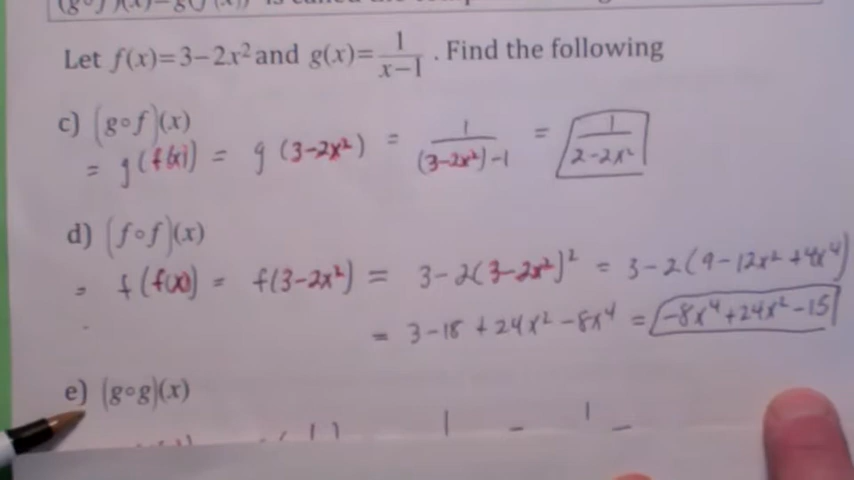 Let f(x)=3−2x² and g(x)= 1/(x−1) . Find the following
c) (g∘f)(x)
= g(f(x)) = g(3-2x²) = 1/((3-2x²)-1) = 1/(2-2x²)
d) (f∘f)(x)
= f(f(x)) = f(3-2x²) = 3-2(3-2x²)² = 3-2(9-12x²+4x⁴)
= 3-18+24x²-8x⁴ = -8x⁴+24x²-15
e) (g∘g)(x)